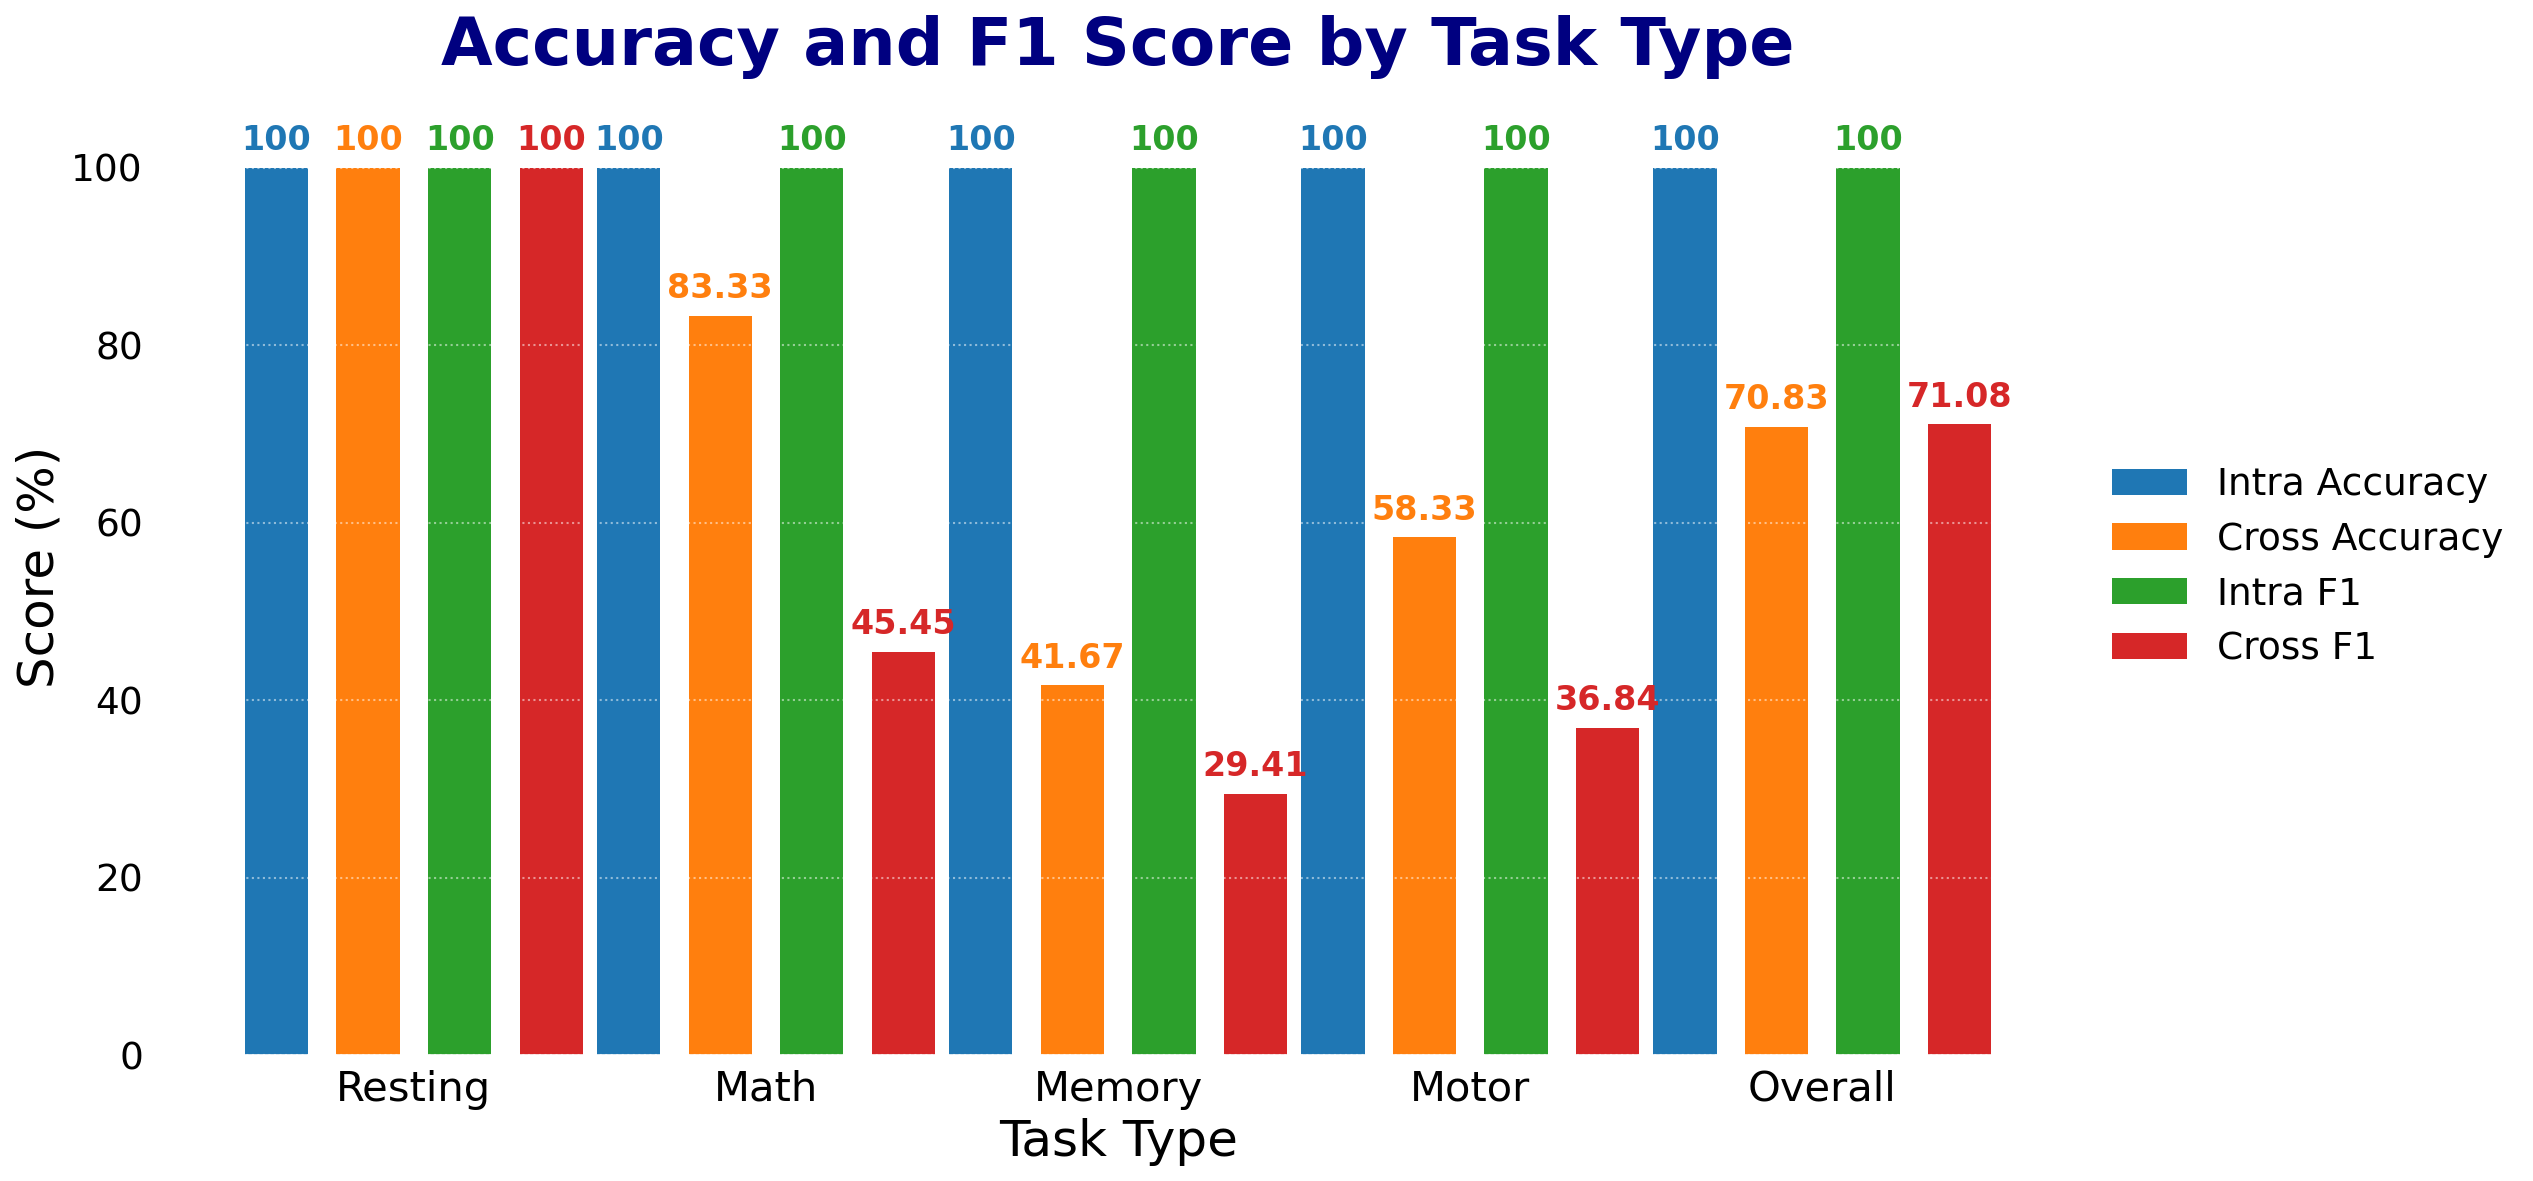 Accuracy and F1 Score by Task Type
100 100 100 100 100 100 100 100 100 100 100 100
83.33
70.83 71.08
58.33
45.45
41.67
36.84
29.41
100
80
60
40
20
0
Score (%)
Resting Math Memory Motor Overall
Task Type
Intra Accuracy
Cross Accuracy
Intra F1
Cross F1